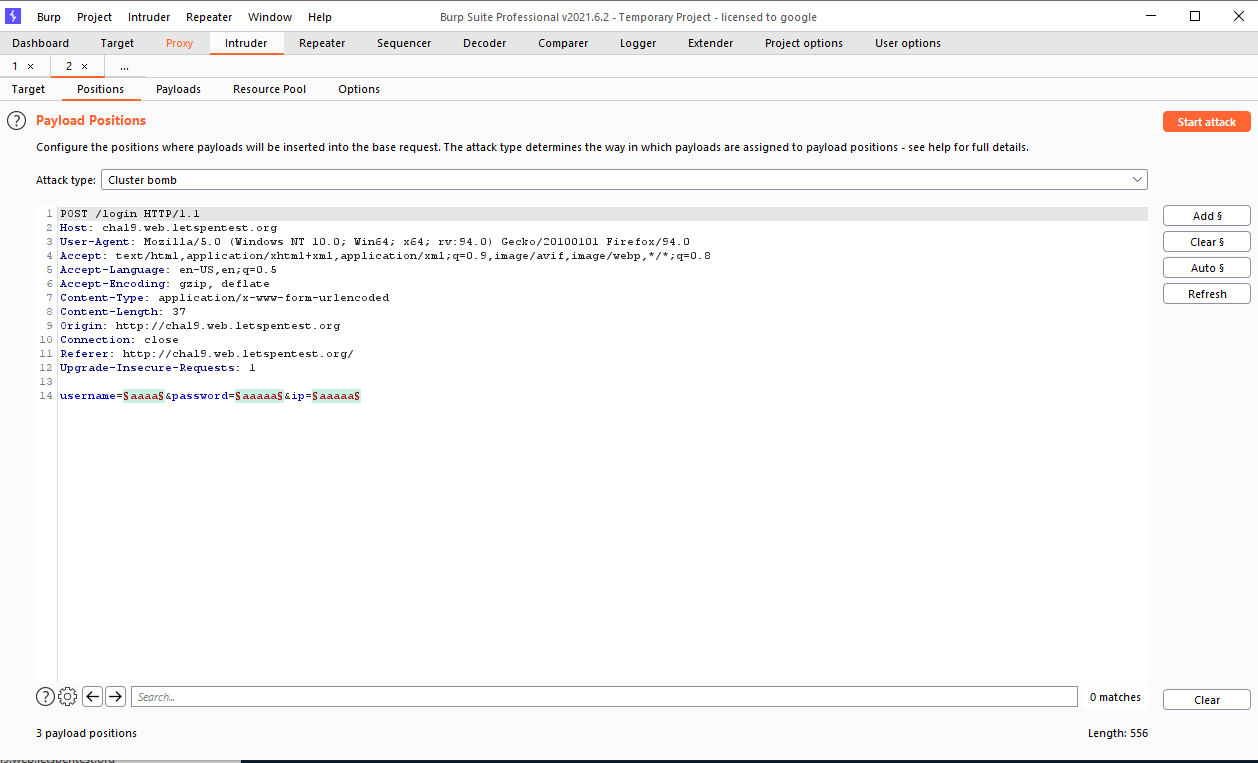 Burp Project Intruder Repeater Window Help Burp Suite Professional v2021.6.2 - Temporary Project - licensed to google
Dashboard Target Proxy Intruder Repeater Sequencer Decoder Comparer Logger Extender Project options User options
1 × 2 × ...
Target Positions Payloads Resource Pool Options
? Payload Positions Start attack
Configure the positions where payloads will be inserted into the base request. The attack type determines the way in which payloads are assigned to payload positions - see help for full details.
Attack type: Cluster bomb
1 POST /login HTTP/1.1 Add §
2 Host: chal9.web.letspentest.org
3 User-Agent: Mozilla/5.0 (Windows NT 10.0; Win64; x64; rv:94.0) Gecko/20100101 Firefox/94.0 Clear §
4 Accept: text/html,application/xhtml+xml,application/xml;q=0.9,image/avif,image/webp,*/*;q=0.8
5 Accept-Language: en-US,en;q=0.5 Auto §
6 Accept-Encoding: gzip, deflate
7 Content-Type: application/x-www-form-urlencoded Refresh
8 Content-Length: 37
9 Origin: http://chal9.web.letspentest.org
10 Connection: close
11 Referer: http://chal9.web.letspentest.org/
12 Upgrade-Insecure-Requests: 1
13
14 username=§aaaa§&password=§aaaaa§&ip=§aaaaa§
? Search... 0 matches Clear
3 payload positions Length: 556